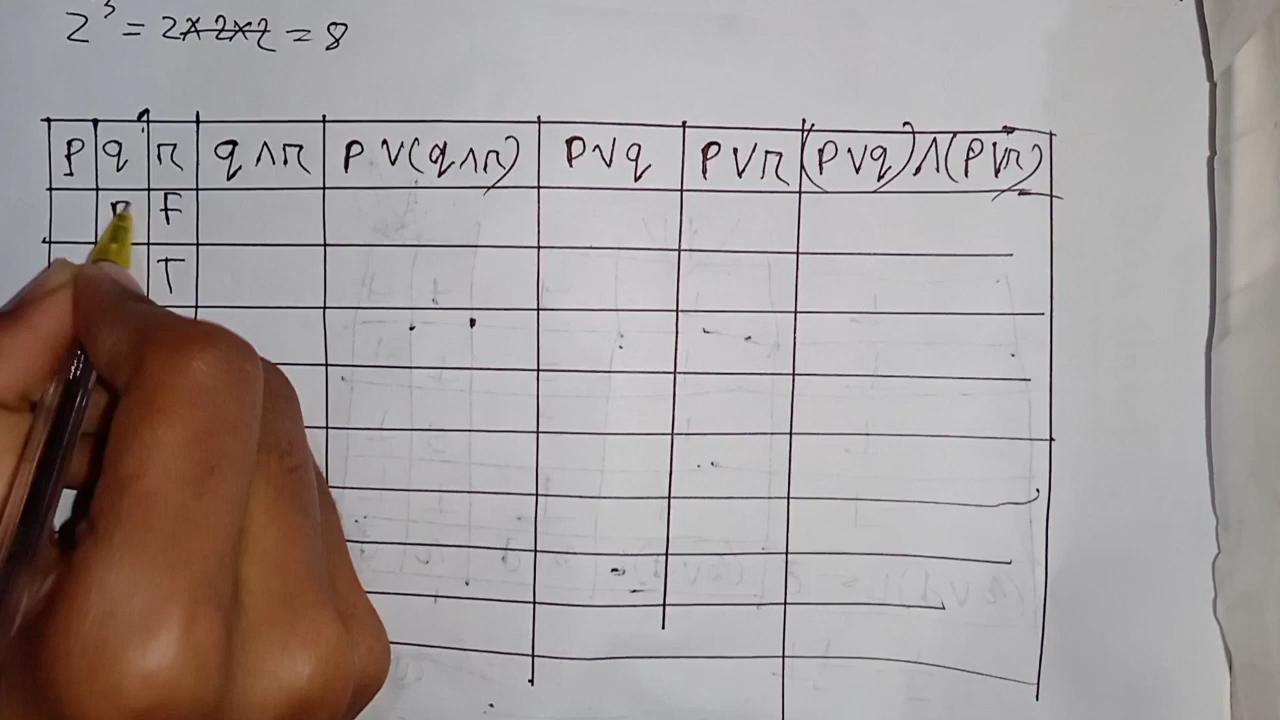 2³ = 2×2×2 = 8
P q r q∧r P∨(q∧r) P∨q P∨r (P∨q)∧(P∨r)
F
T